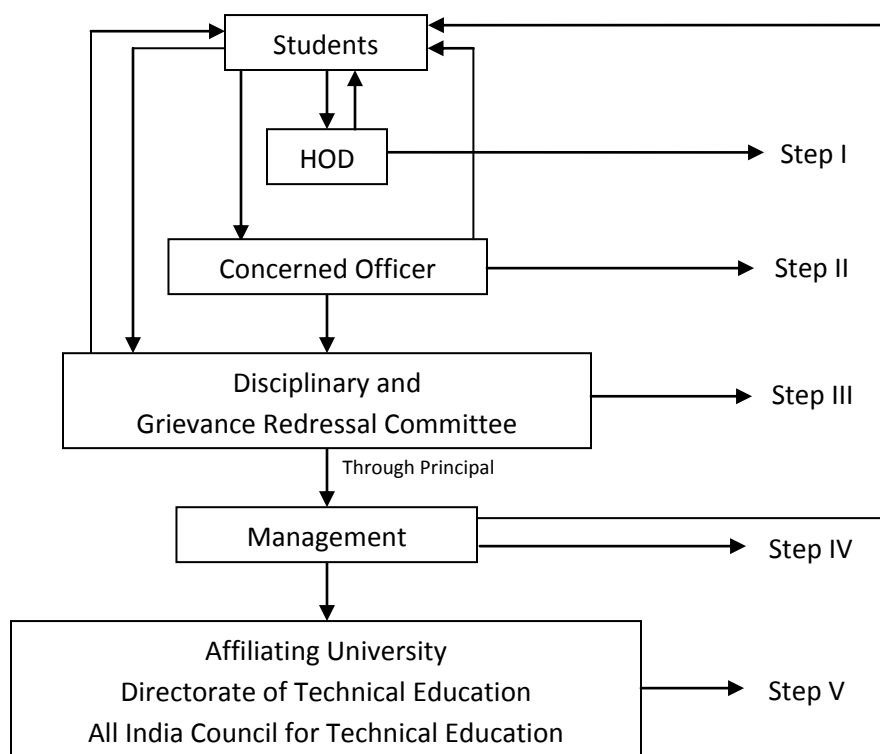 Students
HOD
Step I
Concerned Officer
Step II
Disciplinary and
Grievance Redressal Committee
Step III
Through Principal
Management
Step IV
Affiliating University
Directorate of Technical Education
All India Council for Technical Education
Step V